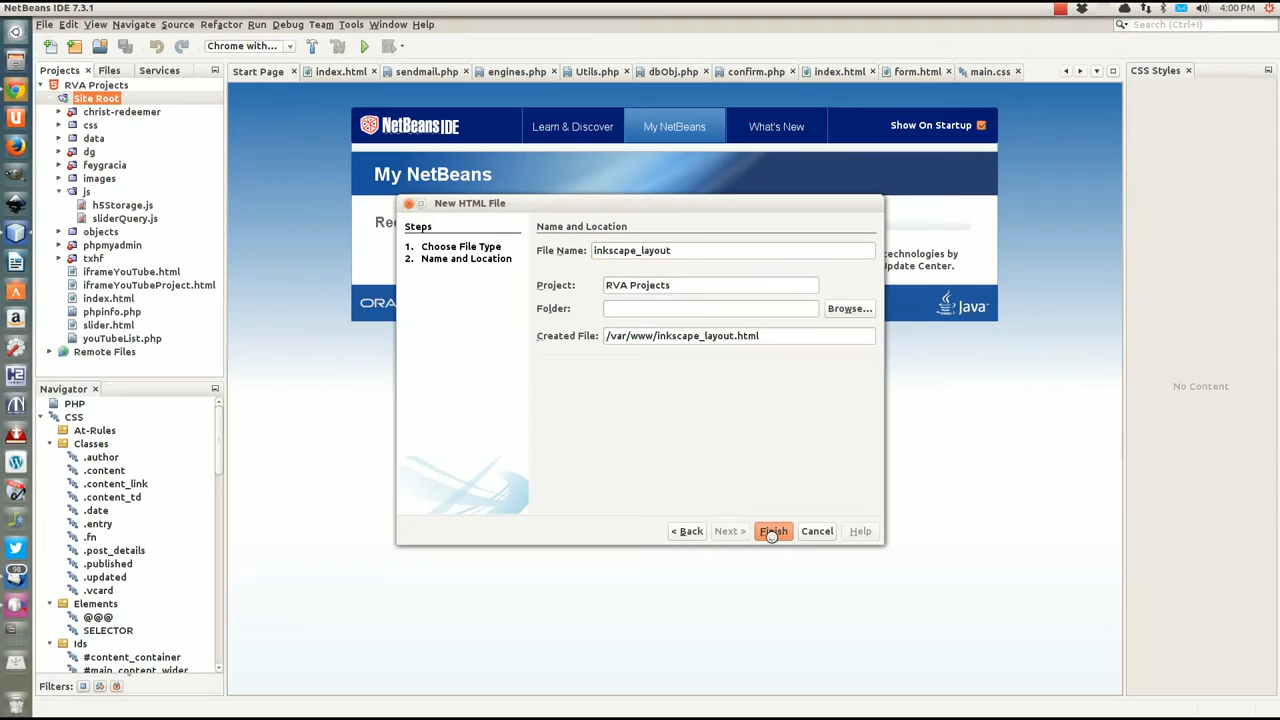 NetBeans IDE 7.3.1
4:00 PM
File Edit View Navigate Source Refactor Run Debug Team Tools Window Help
Search (Ctrl+I)
Chrome with...
Projects Files Services
Start Page index.html sendmail.php engines.php Utils.php dbObj.php confirm.php index.html form.html main.css
CSS Styles
RVA Projects
Site Root
christ-redeemer
css
data
dg
feygracia
images
js
h5Storage.js
sliderQuery.js
objects
phpmyadmin
txhf
iframeYouTube.html
iframeYouTubeProject.html
index.html
phpinfo.php
slider.html
youTubeList.php
Remote Files
Navigator
PHP
CSS
At-Rules
Classes
.author
.content
.content_link
.content_td
.date
.entry
.fn
.post_details
.published
.updated
.vcard
Elements
@@@
SELECTOR
Ids
#content_container
#main_content_wider
Filters:
NetBeans IDE
Learn & Discover My NetBeans What's New
Show On Startup
My NetBeans
Re
technologies by
Update Center.
ORA
Java
New HTML File
Steps
1. Choose File Type
2. Name and Location
Name and Location
File Name: inkscape_layout
Project: RVA Projects
Folder: Browse...
Created File: /var/www/inkscape_layout.html
< Back Next > Finish Cancel Help
No Content
98